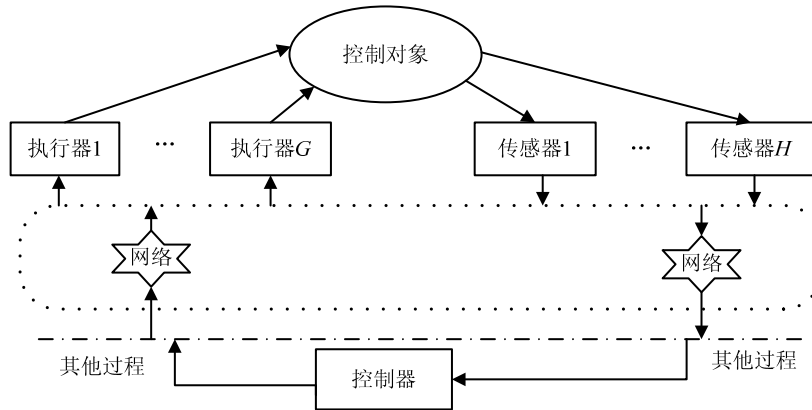 控制对象
执行器1
...
执行器G
传感器1
...
传感器H
网络
网络
其他过程
其他过程
控制器